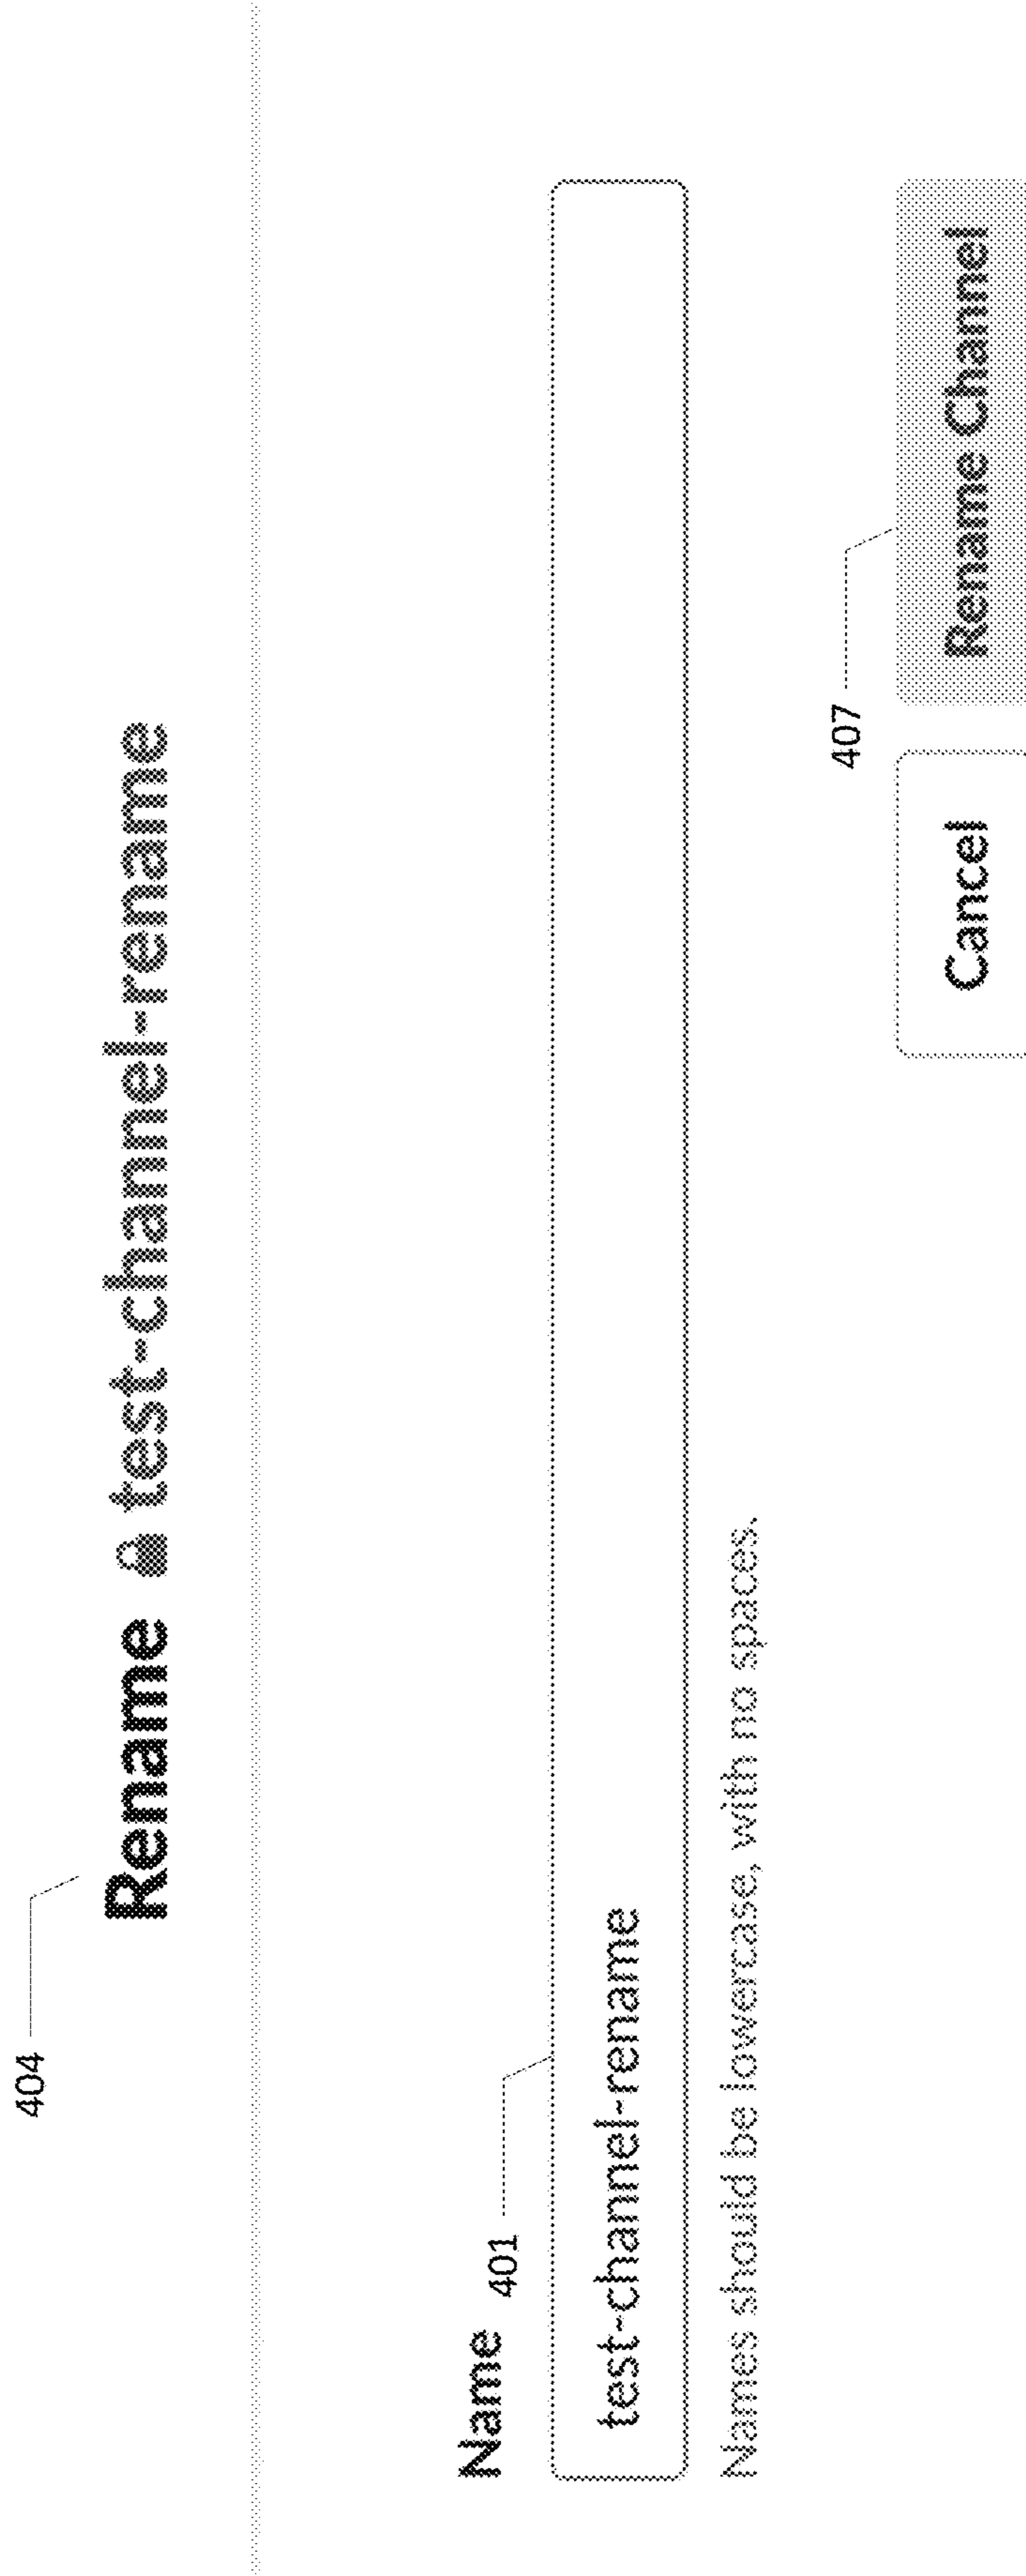 404
Rename test-channel-rename
Name
401
test-channel-rename
Names should be lowercase, with no spaces.
407
Cancel
Rename Channel